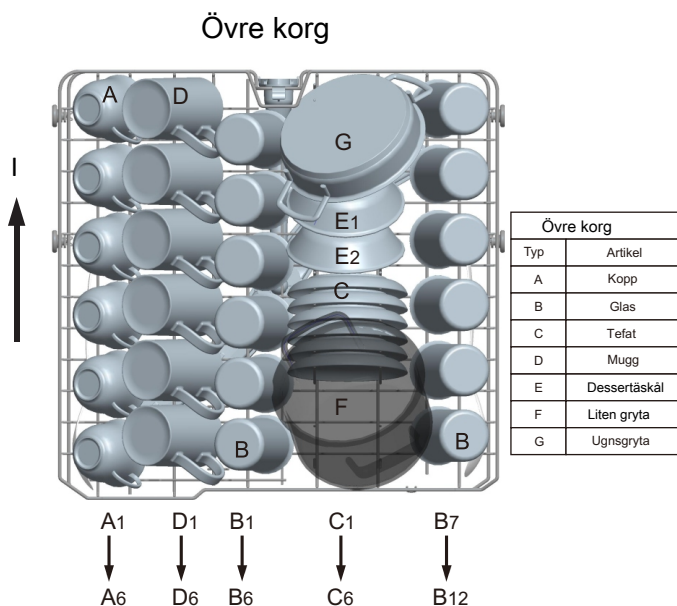 Övre korg
A D
G
I
E1
E2
C
F
B B
A1 D1 B1 C1 B7
A6 D6 B6 C6 B12
Övre korg
Typ Artikel
A Kopp
B Glas
C Tefat
D Mugg
E Dessertäskål
F Liten gryta
G Ugnsgryta